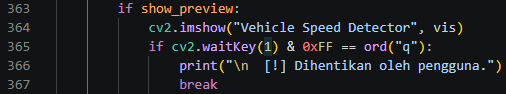 363 if show_preview:
364 cv2.imshow("Vehicle Speed Detector", vis)
365 if cv2.waitKey(1) & 0xFF == ord("q"):
366 print("\n  [!] Dihentikan oleh pengguna.")
367 break